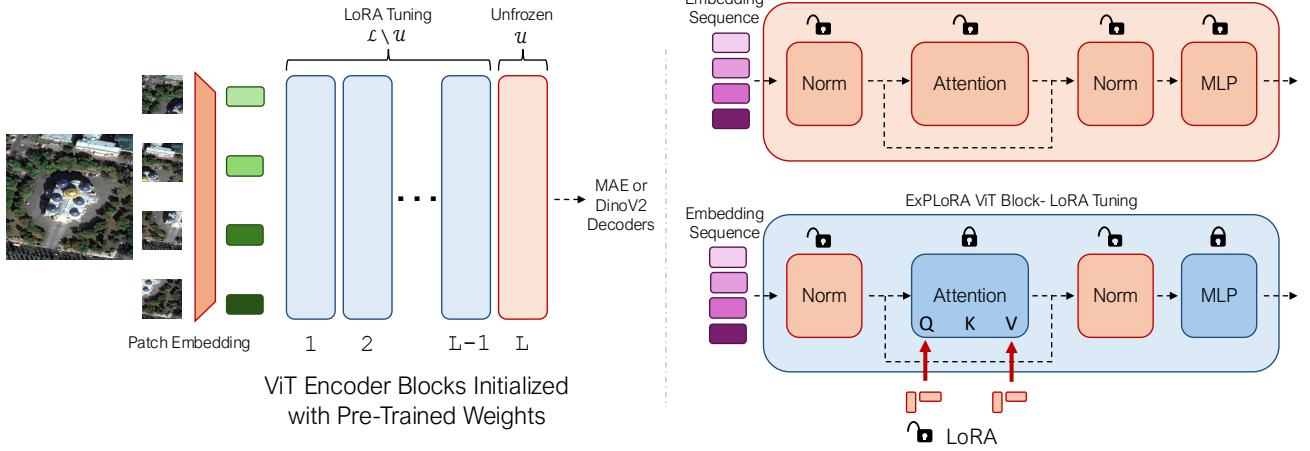 LoRA Tuning
ℒ \ 𝒰
Unfrozen
𝒰
MAE or
DinoV2
Decoders
Patch Embedding
1
2
L-1
L
ViT Encoder Blocks Initialized
with Pre-Trained Weights
Embedding
Sequence
Norm
Attention
Norm
MLP
ExPLoRA ViT Block- LoRA Tuning
Embedding
Sequence
Norm
Attention
Q K V
Norm
MLP
LoRA